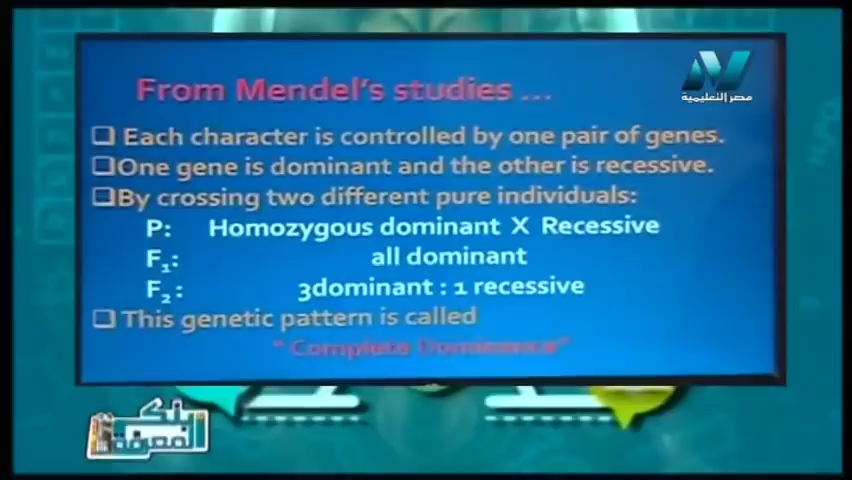 From Mendel's studies ...
مصر التعليمية
❑ Each character is controlled by one pair of genes.
❑ One gene is dominant and the other is recessive.
❑ By crossing two different pure individuals:
P: Homozygous dominant X Recessive
F1: all dominant
F2: 3dominant : 1 recessive
❑ This genetic pattern is called
" Complete Dominance"
بنك
المعرفة